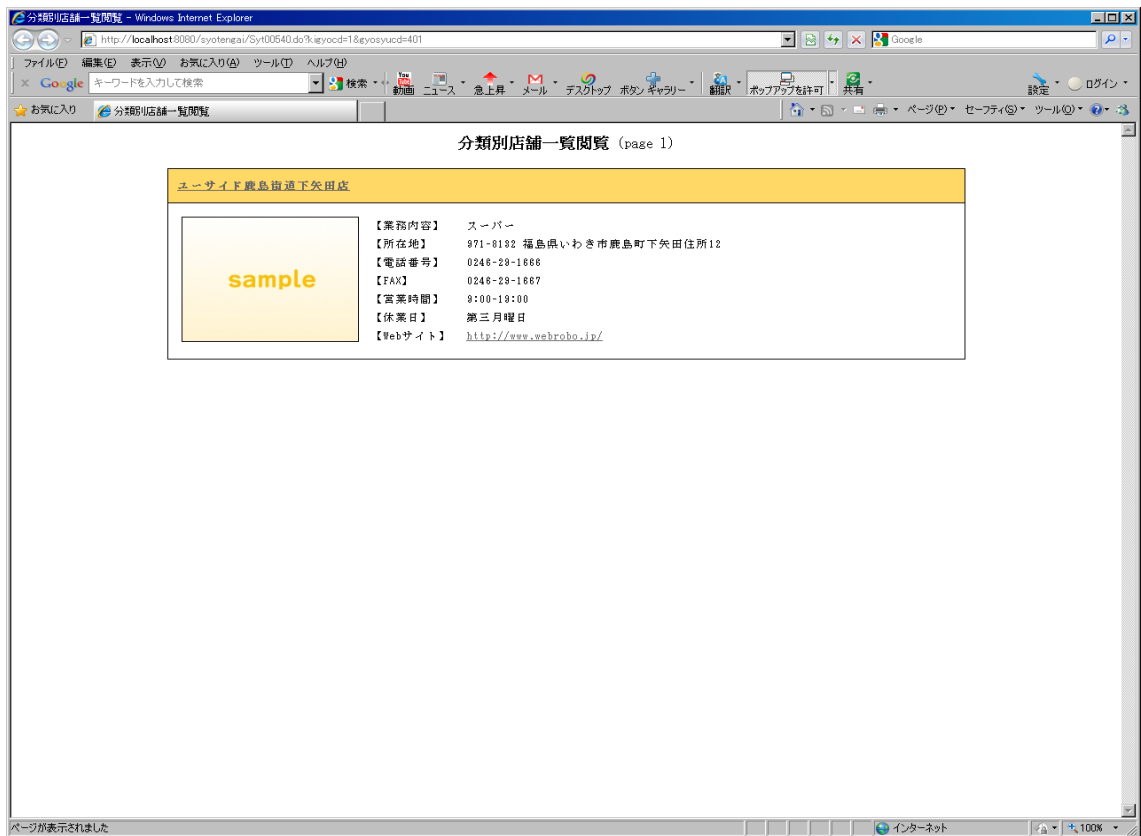 分類別店舗一覧閲覧 - Windows Internet Explorer
http://localhost:8080/syotengai/Syt00540.do?kigyocd=1&gyosyucd=401
Google
ファイル(F) 編集(E) 表示(V) お気に入り(A) ツール(T) ヘルプ(H)
Google キーワードを入力して検索 検索 動画 ニュース 急上昇 メール デスクトップ ボタン ギャラリー 翻訳 ポップアップを許可 共有 設定 ログイン
お気に入り 分類別店舗一覧閲覧 ページ(P) セーフティ(S) ツール(O)
分類別店舗一覧閲覧 (page 1)
ユーサイド鹿島街道下矢田店
sample
【業務内容】 スーパー
【所在地】 971-8132 福島県いわき市鹿島町下矢田住所12
【電話番号】 0246-29-1666
【FAX】 0246-29-1667
【営業時間】 9:00-19:00
【休業日】 第三月曜日
【Webサイト】 http://www.webrobo.jp/
ページが表示されました インターネット 100%